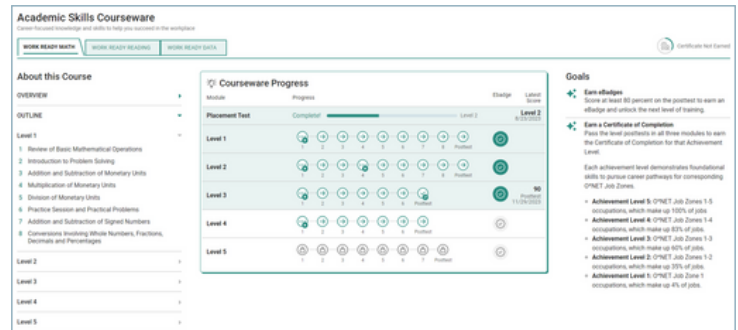 Academic Skills Courseware
Career-focused knowledge and skills to help you succeed in the workplace
WORK READY MATH
WORK READY READING
WORK READY DATA
Certificate Not Earned
About this Course
OVERVIEW
OUTLINE
Level 1
1 Review of Basic Mathematical Operations
2 Introduction to Problem Solving
3 Addition and Subtraction of Monetary Units
4 Multiplication of Monetary Units
5 Division of Monetary Units
6 Practice Session and Practical Problems
7 Addition and Subtraction of Signed Numbers
8 Conversions Involving Whole Numbers, Fractions,
Decimals and Percentages
Level 2
Level 3
Level 4
Level 5
Courseware Progress
Module Progress Ebadge Latest
Score
Placement Test Complete! Level 2 Level 2
9/25/2023
Level 1
1 2 3 4 5 6 7 8 Posttest
Level 2
1 2 3 4 5 6 7 8 Posttest
Level 3 90
1 2 3 4 5 6 Posttest Posttest
11/29/2023
Level 4
1 2 3 4 5 6 Posttest
Level 5
1 2 3 4 5 6 7 Posttest
Goals
Earn eBadges
Score at least 80 percent on the posttest to earn an
eBadge and unlock the next level of training.
Earn a Certificate of Completion
Pass the level posttests in all three modules to earn
the Certificate of Completion for that Achievement
Level.
Each achievement level demonstrates foundational
skills to pursue career pathways for corresponding
O*NET Job Zones.
Achievement Level 5: O*NET Job Zones 1-5
occupations, which make up 100% of jobs.
Achievement Level 4: O*NET Job Zones 1-4
occupations, which make up 83% of jobs.
Achievement Level 3: O*NET Job Zones 1-3
occupations, which make up 60% of jobs.
Achievement Level 2: O*NET Job Zones 1-2
occupations, which make up 35% of jobs.
Achievement Level 1: O*NET Job Zone 1
occupations, which make up 4% of jobs.